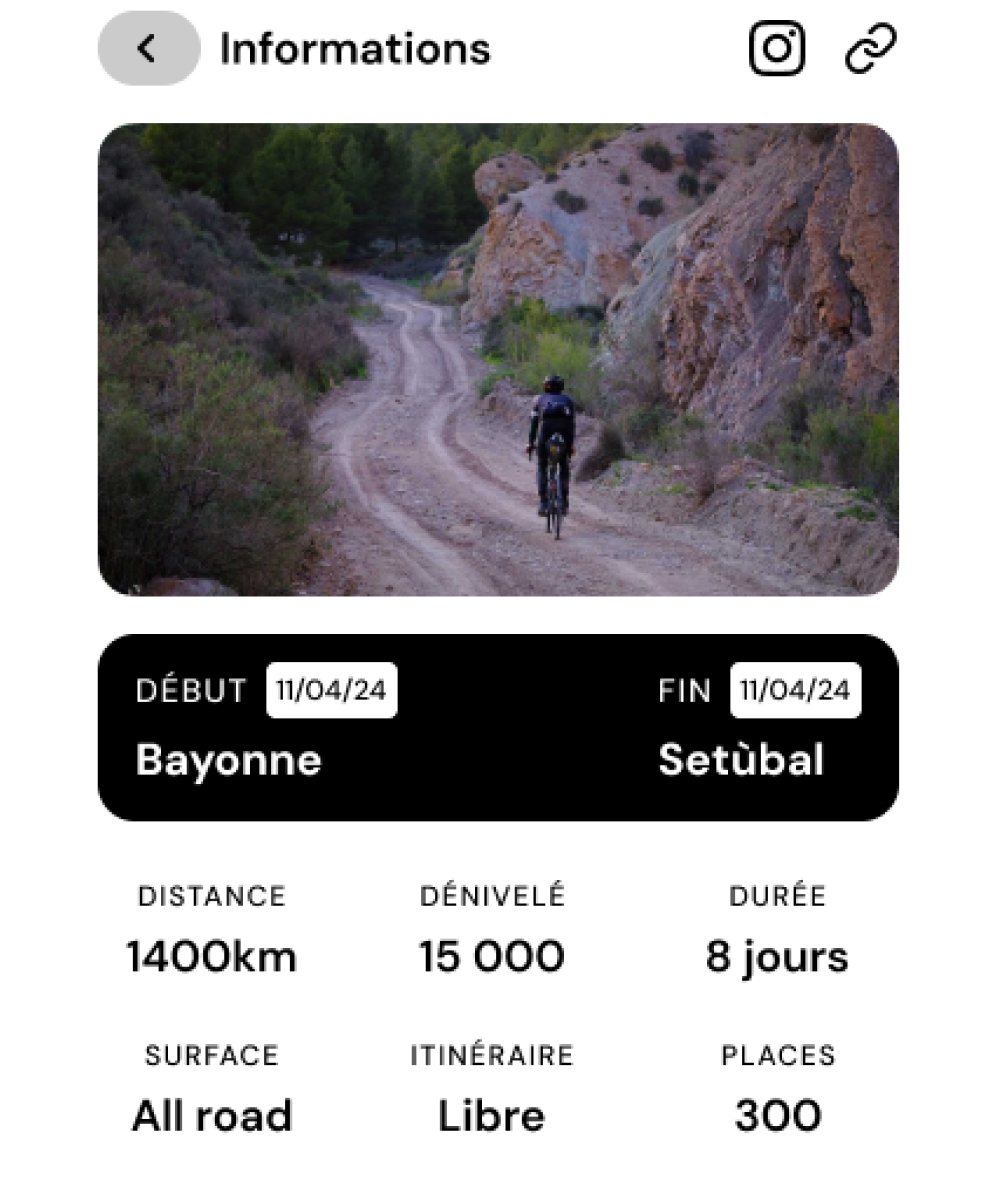 Informations
DÉBUT 11/04/24 FIN 11/04/24
Bayonne Setùbal
DISTANCE DÉNIVELÉ DURÉE
1400km 15 000 8 jours
SURFACE ITINÉRAIRE PLACES
All road Libre 300